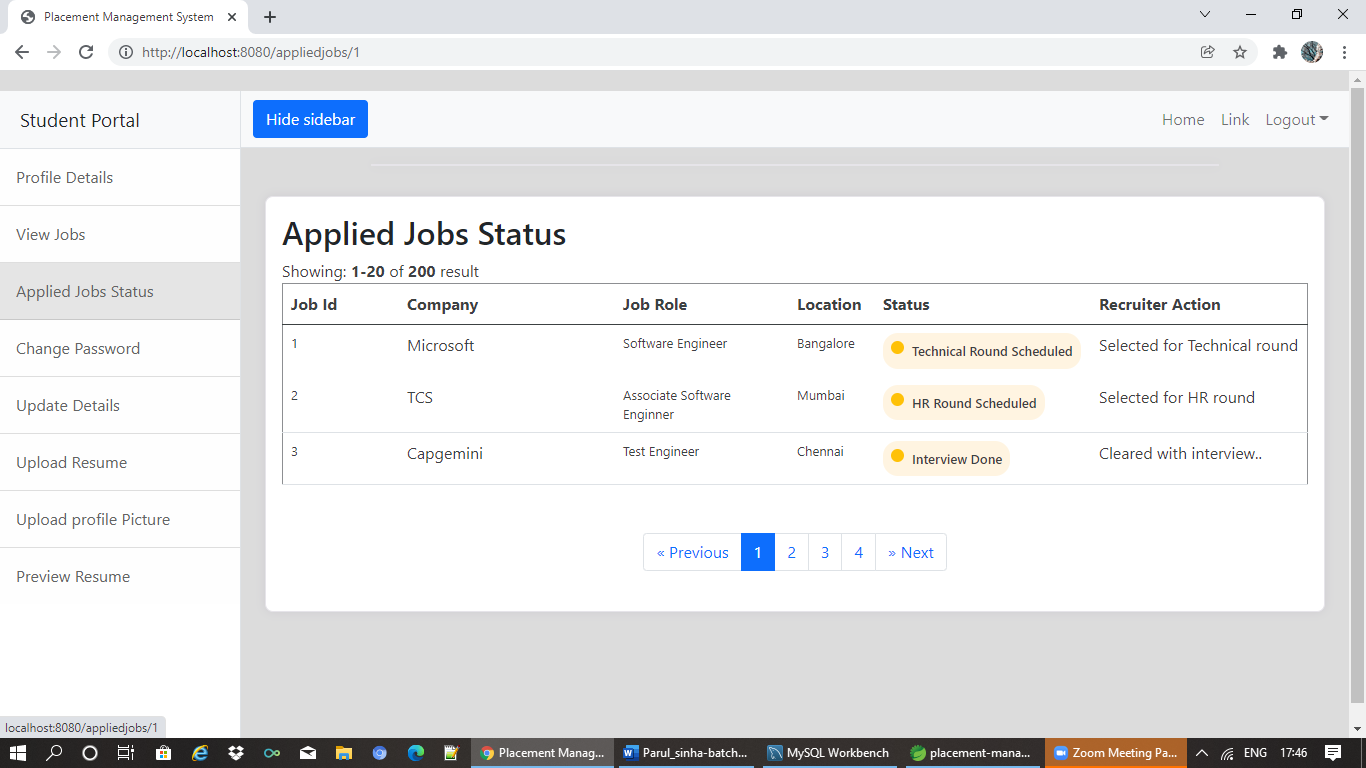 Placement Management System
http://localhost:8080/appliedjobs/1
Student Portal
Hide sidebar
Home Link Logout
Profile Details
View Jobs
Applied Jobs Status
Change Password
Update Details
Upload Resume
Upload profile Picture
Preview Resume
Applied Jobs Status
Showing: 1-20 of 200 result
Job Id Company Job Role Location Status Recruiter Action
1 Microsoft Software Engineer Bangalore Technical Round Scheduled Selected for Technical round
2 TCS Associate Software Mumbai HR Round Scheduled Selected for HR round
Enginner
3 Capgemini Test Engineer Chennai Interview Done Cleared with interview..
« Previous 1 2 3 4 » Next
localhost:8080/appliedjobs/1
Placement Manag... Parul_sinha-batch... MySQL Workbench placement-mana... Zoom Meeting Pa... ENG 17:46